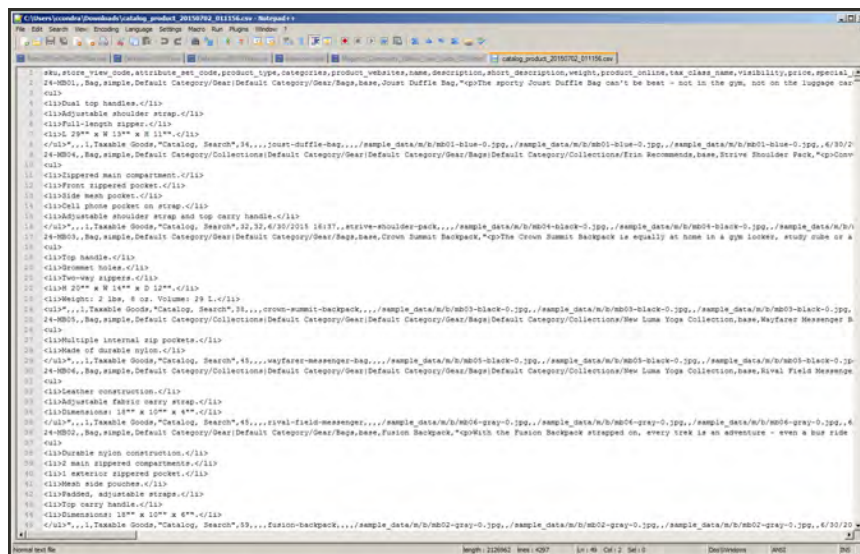 C:\Users\ccondra\Downloads\catalog_product_20150702_011156.csv - Notepad++
File Edit Search View Encoding Language Settings Macro Run Plugins Window ?
catalog_product_20150702_011156.csv
sku,store_view_code,attribute_set_code,product_type,categories,product_websites,name,description,short_description,weight,product_online,tax_class_name,visibility,price,special_
24-MB01,,Bag,simple,Default Category/Gear|Default Category/Gear/Bags,base,Joust Duffle Bag,"<p>The sporty Joust Duffle Bag can't be beat - not in the gym, not on the luggage car
<ul>
<li>Dual top handles.</li>
<li>Adjustable shoulder strap.</li>
<li>Full-length zipper.</li>
<li>L 29"" x W 13"" x H 11"".</li>
</ul>",,,1,Taxable Goods,"Catalog, Search",34,,,,joust-duffle-bag,,,,/sample_data/m/b/mb01-blue-0.jpg,,/sample_data/m/b/mb01-blue-0.jpg,,/sample_data/m/b/mb01-blue-0.jpg,,6/30/2
24-MB04,,Bag,simple,Default Category/Collections|Default Category/Gear|Default Category/Gear/Bags|Default Category/Collections/Erin Recommends,base,Strive Shoulder Pack,"<p>Conv
<ul>
<li>Zippered main compartment.</li>
<li>Front zippered pocket.</li>
<li>Side mesh pocket.</li>
<li>Cell phone pocket on strap.</li>
<li>Adjustable shoulder strap and top carry handle.</li>
</ul>",,,1,Taxable Goods,"Catalog, Search",32,32,6/30/2015 18:37,,strive-shoulder-pack,,,,/sample_data/m/b/mb04-black-0.jpg,,/sample_data/m/b/mb04-black-0.jpg,,/sample_data/m/b
24-MB03,,Bag,simple,Default Category/Gear|Default Category/Gear/Bags,base,Crown Summit Backpack,"<p>The Crown Summit Backpack is equally at home in a gym locker, study cube or a
<ul>
<li>Top handle.</li>
<li>Grommet holes.</li>
<li>Two-way zippers.</li>
<li>H 20"" x W 14"" x D 12"".</li>
<li>Weight: 2 lbs, 8 oz. Volume: 29 L.</li>
<ul>",,,1,Taxable Goods,"Catalog, Search",38,,,,crown-summit-backpack,,,,/sample_data/m/b/mb03-black-0.jpg,,/sample_data/m/b/mb03-black-0.jpg,,/sample_data/m/b/mb03-black-0.jpg,
24-MB05,,Bag,simple,Default Category/Collections|Default Category/Gear|Default Category/Gear/Bags|Default Category/Collections/New Luma Yoga Collection,base,Wayfarer Messenger B
<ul>
<li>Multiple internal zip pockets.</li>
<li>Made of durable nylon.</li>
</ul>",,,1,Taxable Goods,"Catalog, Search",45,,,,wayfarer-messenger-bag,,,,/sample_data/m/b/mb05-black-0.jpg,,/sample_data/m/b/mb05-black-0.jpg,,/sample_data/m/b/mb05-black-0.jp
24-MB06,,Bag,simple,Default Category/Collections|Default Category/Gear|Default Category/Gear/Bags|Default Category/Collections/New Luma Yoga Collection,base,Rival Field Messenge
<ul>
<li>Leather construction.</li>
<li>Adjustable fabric carry strap.</li>
<li>Dimensions: 18"" x 10"" x 4"".</li>
</ul>",,,1,Taxable Goods,"Catalog, Search",45,,,,rival-field-messenger,,,,/sample_data/m/b/mb06-gray-0.jpg,,/sample_data/m/b/mb06-gray-0.jpg,,/sample_data/m/b/mb06-gray-0.jpg,,6
24-MB02,,Bag,simple,Default Category/Gear|Default Category/Gear/Bags,base,Fusion Backpack,"<p>With the Fusion Backpack strapped on, every trek is an adventure - even a bus ride
<ul>
<li>Durable nylon construction.</li>
<li>2 main zippered compartments.</li>
<li>1 exterior zippered pocket.</li>
<li>Mesh side pouches.</li>
<li>Padded, adjustable straps.</li>
<li>Top carry handle.</li>
<li>Dimensions: 18"" x 10"" x 6"".</li>
</ul>",,,1,Taxable Goods,"Catalog, Search",59,,,,fusion-backpack,,,,/sample_data/m/b/mb02-gray-0.jpg,,/sample_data/m/b/mb02-gray-0.jpg,,/sample_data/m/b/mb02-gray-0.jpg,,6/30/20
Normal text file length : 2126962 lines : 4297 Ln : 49 Col : 2 Sel : 0 Dos\Windows ANSI INS